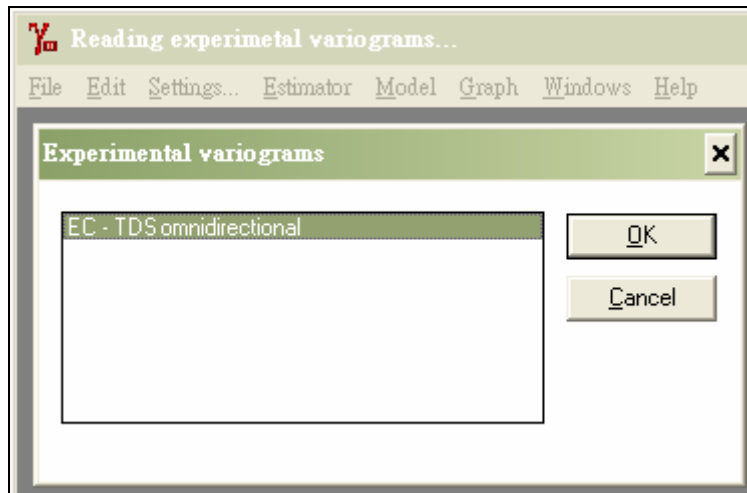 Reading experimetal variograms...
File Edit Settings... Estimator Model Graph Windows Help
Experimental variograms
EC - TDS omnidirectional
OK
Cancel